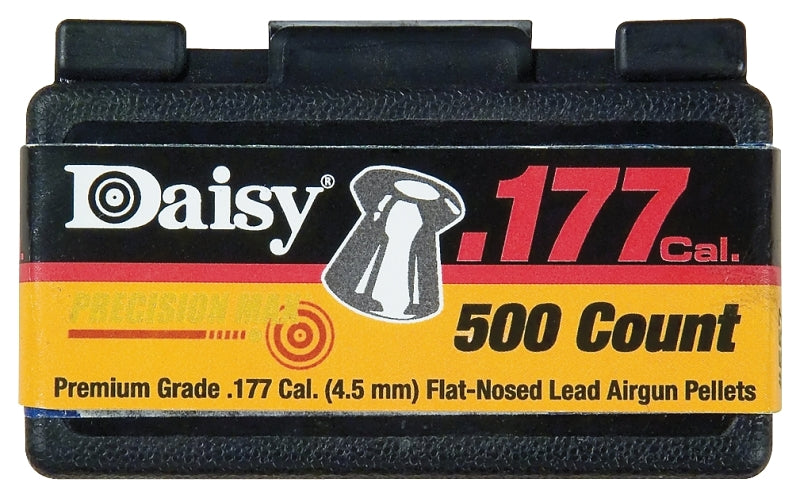 Daisy®
.177
Cal.
PRECISION MAX
500 Count
Premium Grade .177 Cal. (4.5 mm) Flat-Nosed Lead Airgun Pellets